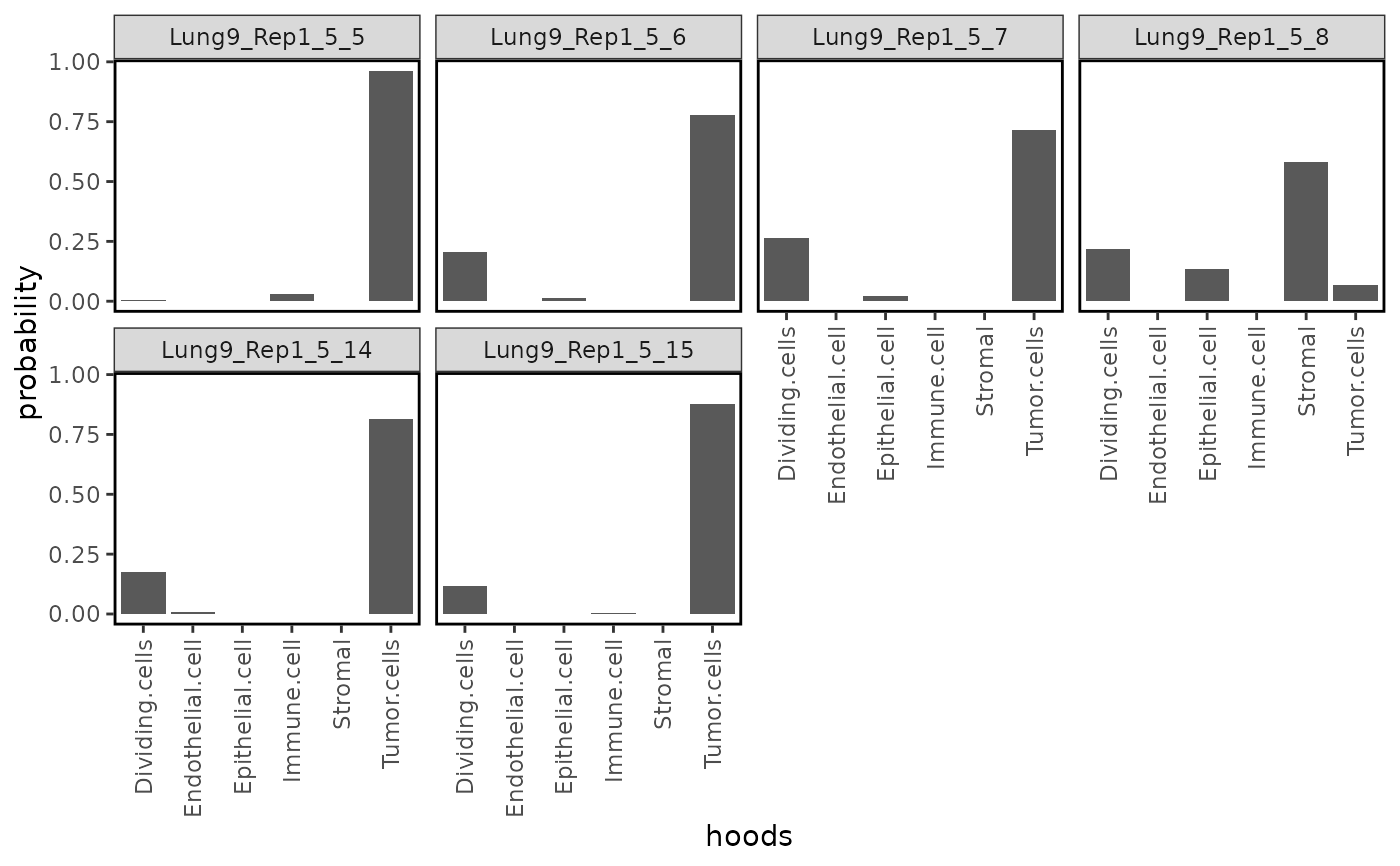 Lung9_Rep1_5_5 Lung9_Rep1_5_6 Lung9_Rep1_5_7 Lung9_Rep1_5_8
1.00
0.75
0.50
0.25
0.00
Dividing.cells Endothelial.cell Epithelial.cell Immune.cell Stromal Tumor.cells Dividing.cells Endothelial.cell Epithelial.cell Immune.cell Stromal Tumor.cells
probability
Lung9_Rep1_5_14 Lung9_Rep1_5_15
1.00
0.75
0.50
0.25
0.00
Dividing.cells Endothelial.cell Epithelial.cell Immune.cell Stromal Tumor.cells Dividing.cells Endothelial.cell Epithelial.cell Immune.cell Stromal Tumor.cells
hoods